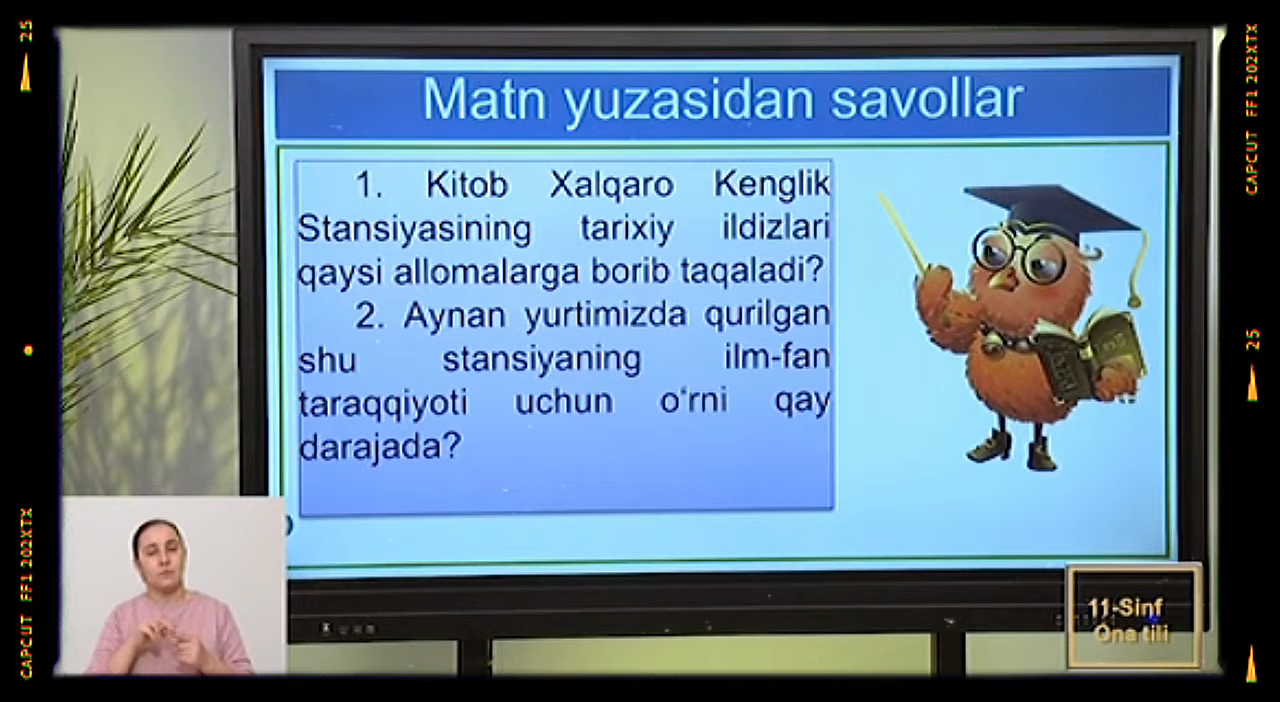 Matn yuzasidan savollar
1. Kitob Xalqaro Kenglik
Stansiyasining tarixiy ildizlari
qaysi allomalarga borib taqaladi?
2. Aynan yurtimizda qurilgan
shu stansiyaning ilm-fan
taraqqiyoti uchun o‘rni qay
darajada?
11-Sinf
Ona tili
25
CAPCUT FF1 202XTX
CAPCUT FF1 202XTX
25